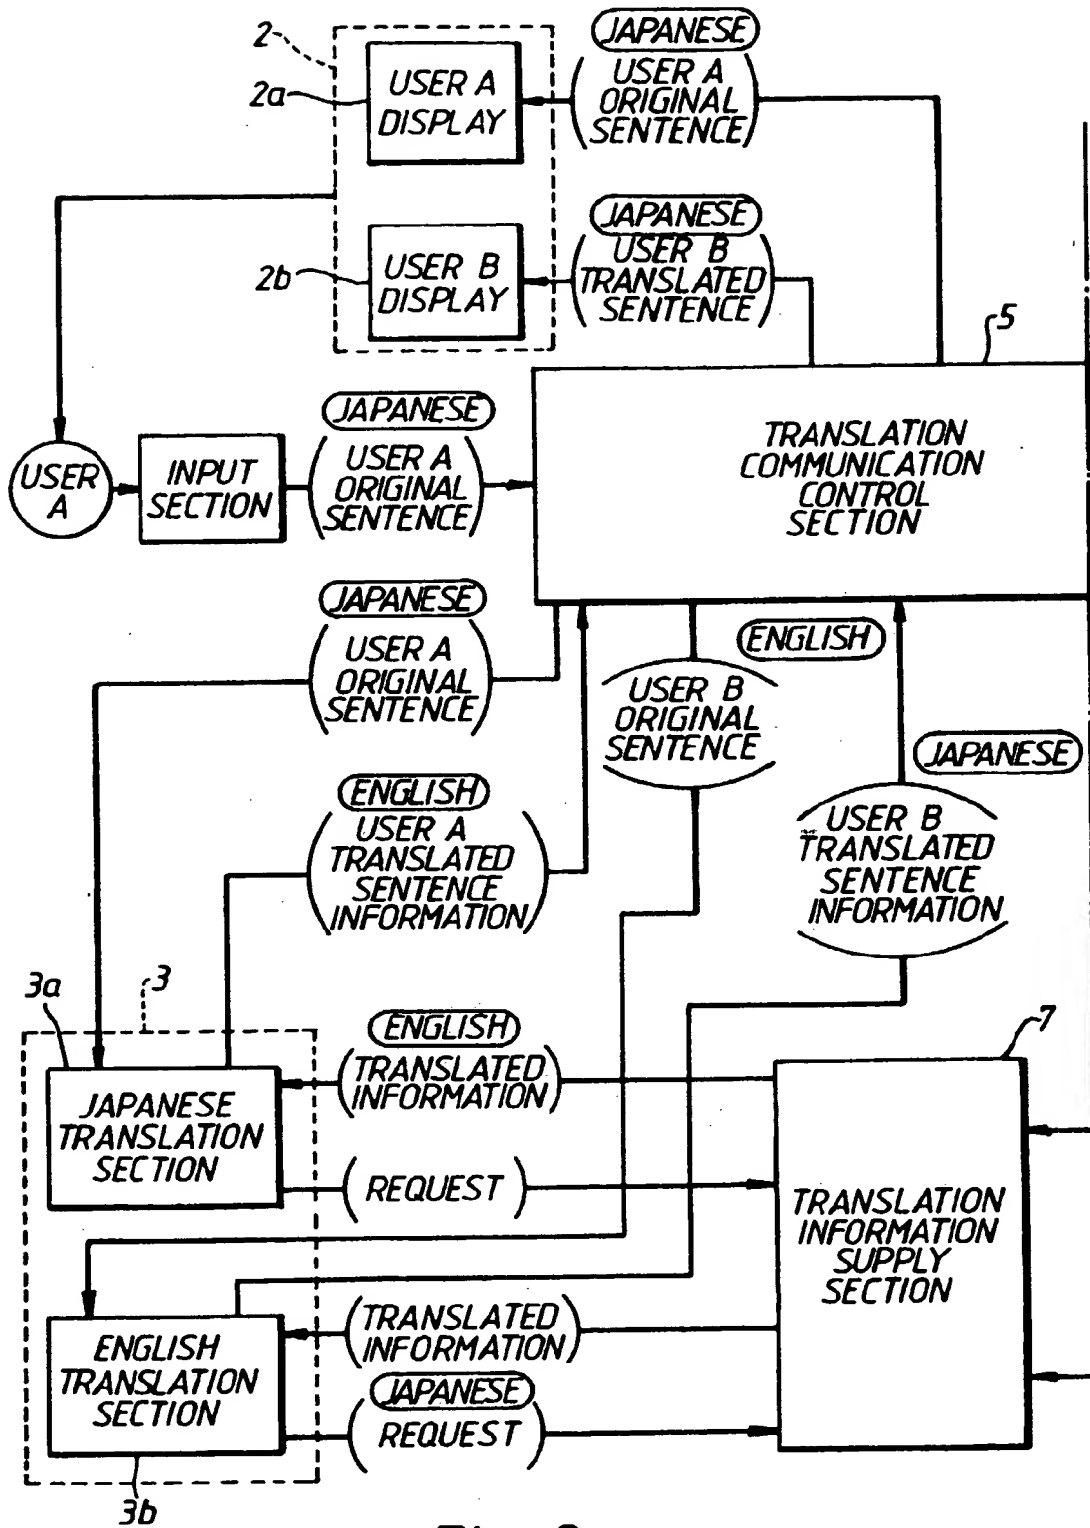 2
2a
USER A
DISPLAY
JAPANESE
USER A
ORIGINAL
SENTENCE
2b
USER B
DISPLAY
JAPANESE
USER B
TRANSLATED
SENTENCE
5
TRANSLATION
COMMUNICATION
CONTROL
SECTION
USER
A
INPUT
SECTION
JAPANESE
USER A
ORIGINAL
SENTENCE
JAPANESE
USER A
ORIGINAL
SENTENCE
ENGLISH
USER B
ORIGINAL
SENTENCE
JAPANESE
USER B
TRANSLATED
SENTENCE
INFORMATION
ENGLISH
USER A
TRANSLATED
SENTENCE
INFORMATION
3a
3
JAPANESE
TRANSLATION
SECTION
ENGLISH
TRANSLATED
INFORMATION
(REQUEST)
7
TRANSLATION
INFORMATION
SUPPLY
SECTION
ENGLISH
TRANSLATION
SECTION
TRANSLATED
INFORMATION
JAPANESE
REQUEST
3b